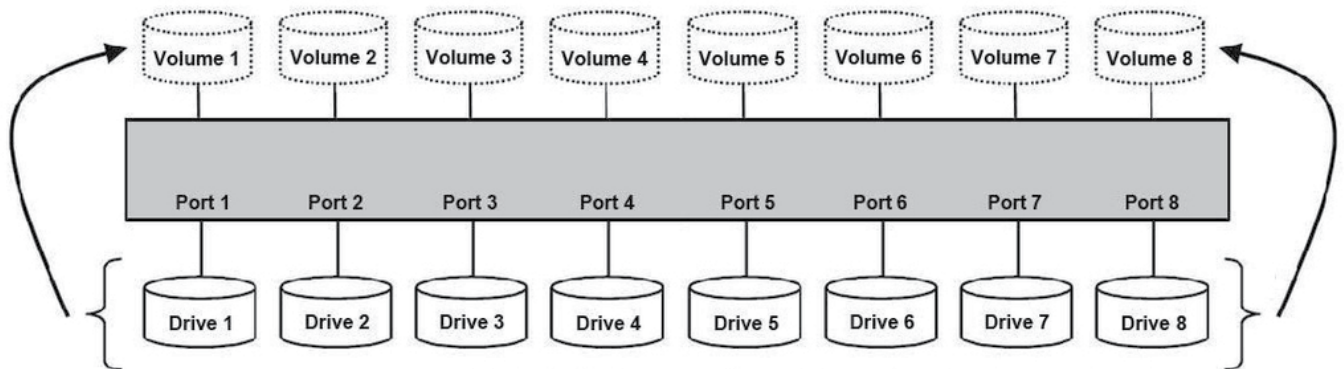 Volume 1 Volume 2 Volume 3 Volume 4 Volume 5 Volume 6 Volume 7 Volume 8
Port 1 Port 2 Port 3 Port 4 Port 5 Port 6 Port 7 Port 8
Drive 1 Drive 2 Drive 3 Drive 4 Drive 5 Drive 6 Drive 7 Drive 8